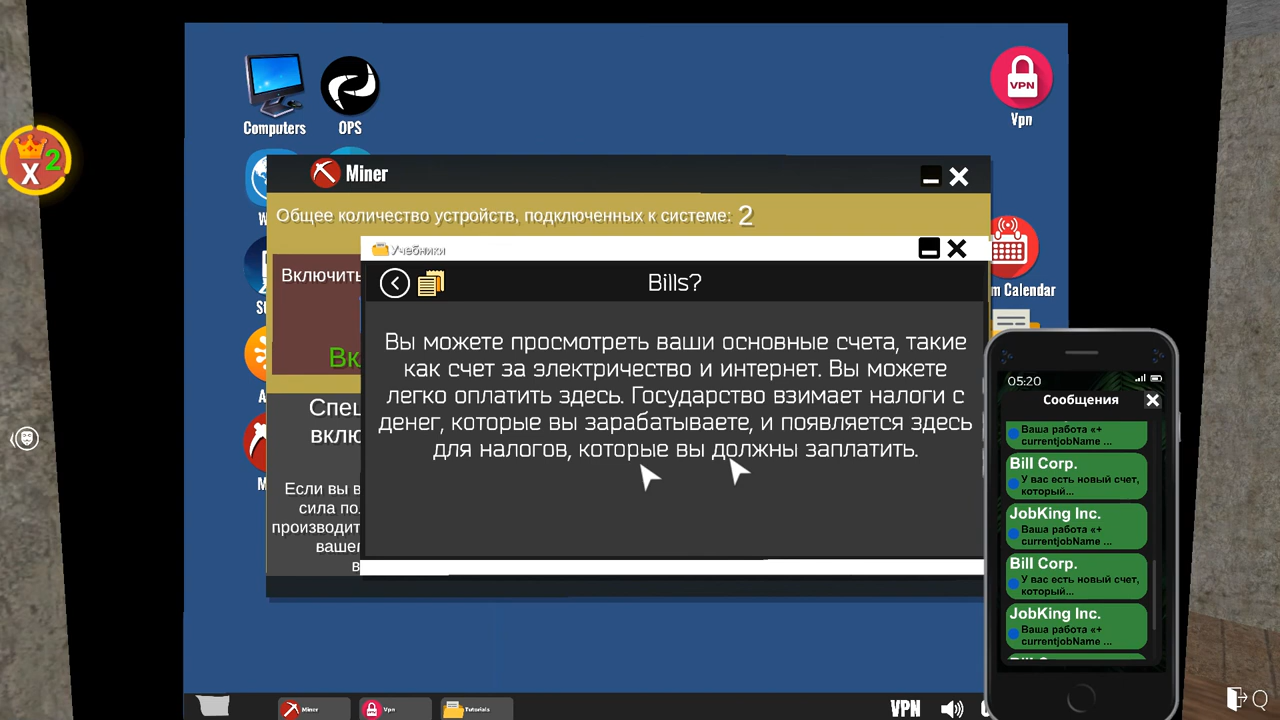 Computers
OPS
VPN
Vpn
X 2
Miner
Общее количество устройств, подключенных к системе: 2
Учебники
Включить
Bills?
m Calendar
Вы можете просмотреть ваши основные счета, такие
как счет за электричество и интернет. Вы можете
легко оплатить здесь. Государство взимает налоги с
денег, которые вы зарабатываете, и появляется здесь
для налогов, которые вы должны заплатить.
Вк
Спец
вклю
Если вы в
сила по
производит
вашег
в
05:20
Сообщения
Ваша работа «+
currentjobName ...
Bill Corp.
У вас есть новый счет,
который...
JobKing Inc.
Ваша работа «+
currentjobName ...
Bill Corp.
У вас есть новый счет,
который...
JobKing Inc.
Ваша работа «+
currentjobName ...
Miner
Vpn
Tutorials
VPN
Q